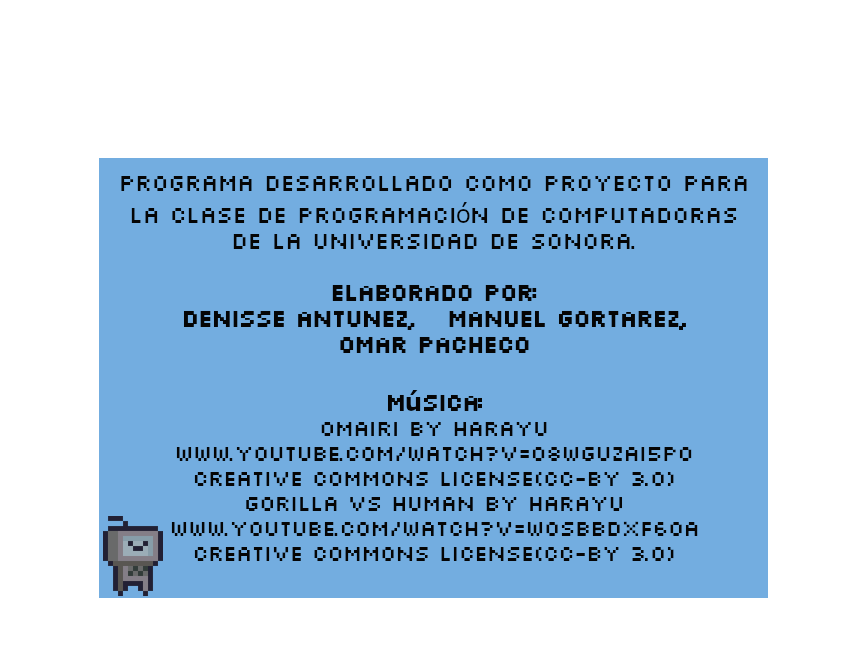 PROGRAMA DESARROLLADO COMO PROYECTO PARA
LA CLASE DE PROGRAMACIÓN DE COMPUTADORAS
DE LA UNIVERSIDAD DE SONORA.
ELABORADO POR:
DENISSE ANTUNEZ, MANUEL GORTAREZ,
OMAR PACHECO
MÚSICA:
OMAIRI BY HARAYU
WWW.YOUTUBE.COM/WATCH?V=O8WGUZAI5PO
CREATIVE COMMONS LICENSE(CC-BY 3.0)
GORILLA VS HUMAN BY HARAYU
WWW.YOUTUBE.COM/WATCH?V=WOSBBDXF6OA
CREATIVE COMMONS LICENSE(CC-BY 3.0)